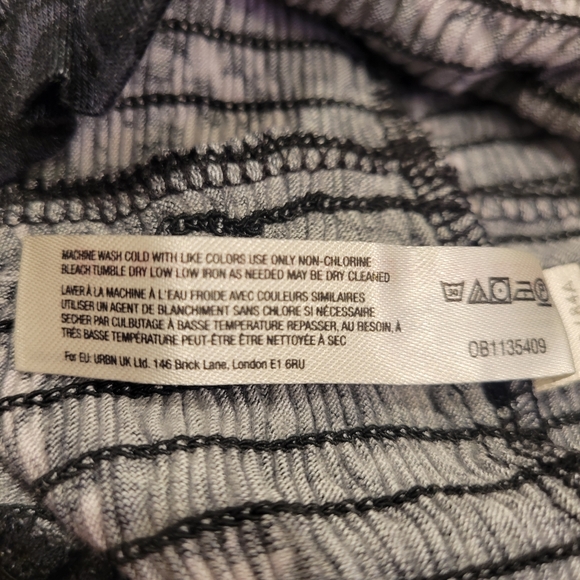 MACHINE WASH COLD WITH LIKE COLORS USE ONLY NON-CHLORINE
BLEACH TUMBLE DRY LOW LOW IRON AS NEEDED MAY BE DRY CLEANED
LAVER À LA MACHINE À L'EAU FROIDE AVEC COULEURS SIMILAIRES
UTILISER UN AGENT DE BLANCHIMENT SANS CHLORE SI NÉCESSAIRE
SECHER PAR CULBUTAGE À BASSE TEMPERATURE REPASSER, AU BESOIN, À
TRÈS BASSE TEMPÉRATURE PEUT-ÊTRE ÊTRE NETTOYÉE À SEC
For EU: URBN UK Ltd. 146 Brick Lane, London E1 6RU
30
OB1135409